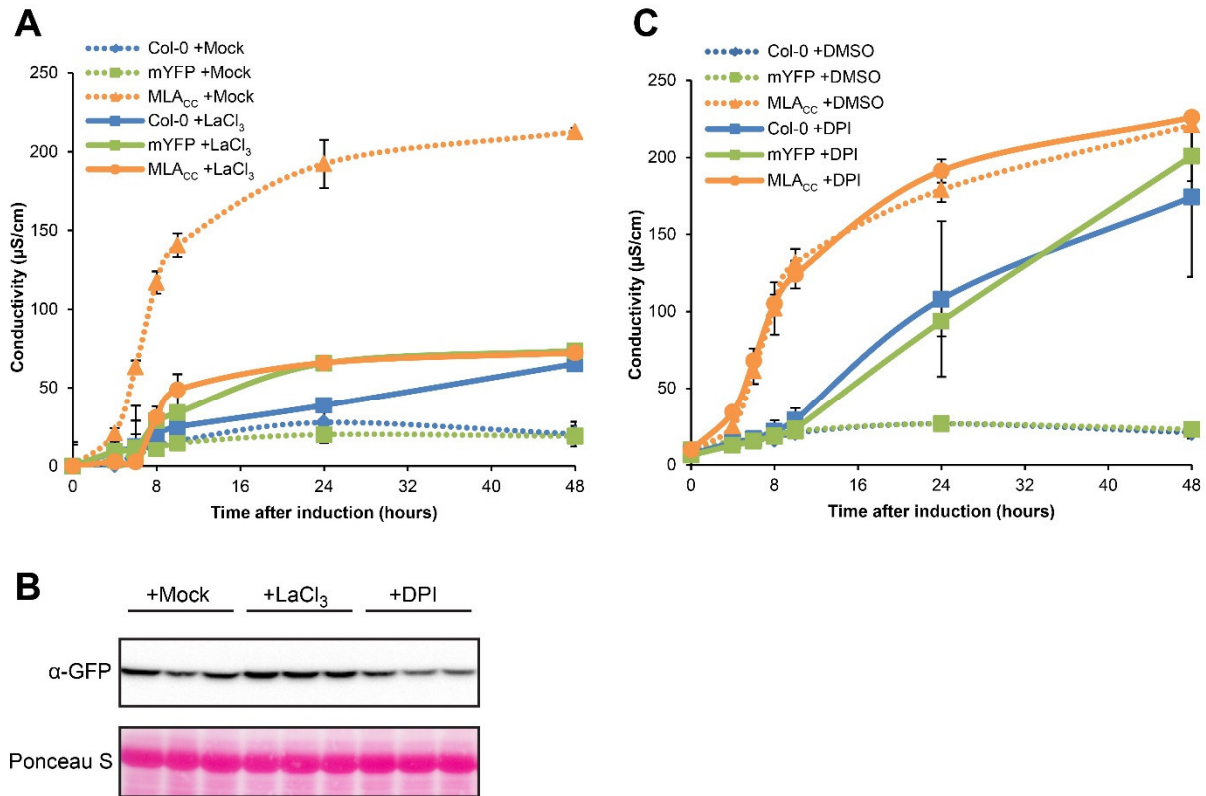 A
Col-0 +Mock
mYFP +Mock
MLACC +Mock
Col-0 +LaCl3
mYFP +LaCl3
MLACC +LaCl3
250
200
150
100
50
0
Conductivity (µS/cm)
0 8 16 24 32 40 48
Time after induction (hours)
C
Col-0 +DMSO
mYFP +DMSO
MLACC +DMSO
Col-0 +DPI
mYFP +DPI
MLACC +DPI
250
200
150
100
50
0
Conductivity (µS/cm)
0 8 16 24 32 40 48
Time after induction (hours)
B
+Mock +LaCl3 +DPI
α-GFP
Ponceau S